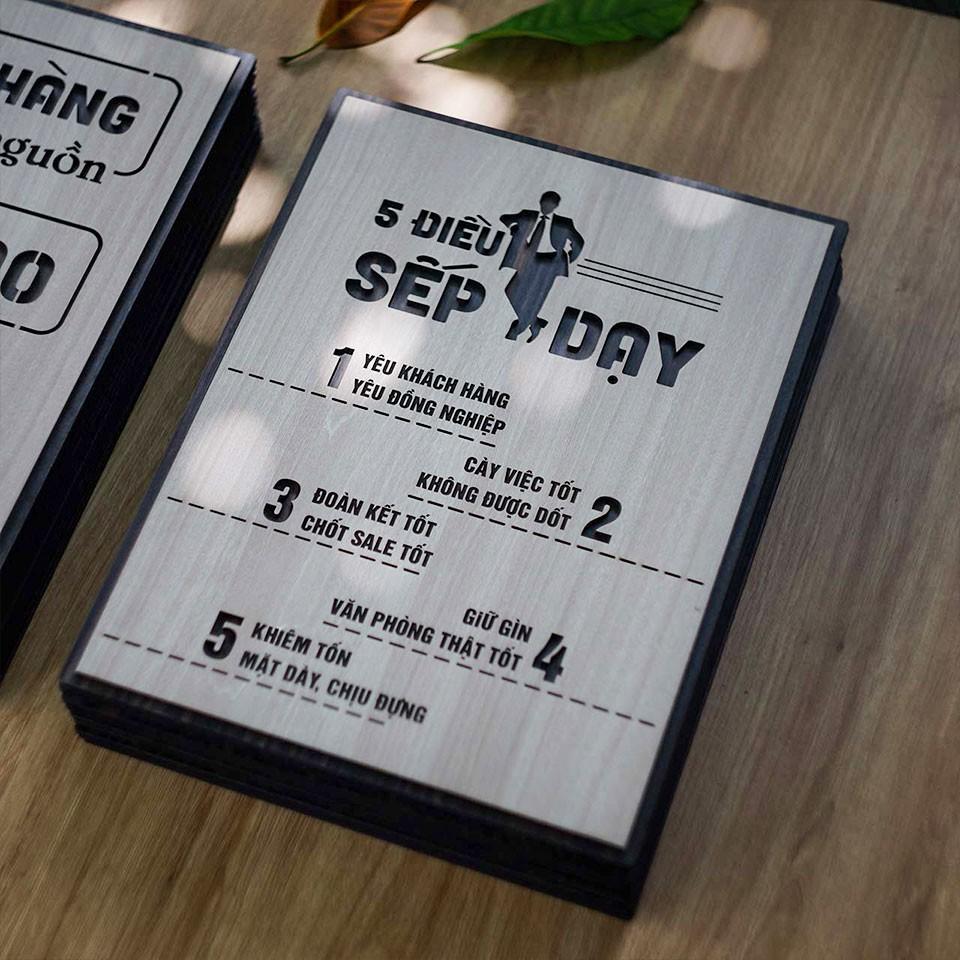 HÀNG
nguồn
5 ĐIỀU
SẾP DẠY
1 YÊU KHÁCH HÀNG
YÊU ĐỒNG NGHIỆP
CÀY VIỆC TỐT
KHÔNG ĐƯỢC DỐT 2
3 ĐOÀN KẾT TỐT
CHỐT SALE TỐT
GIỮ GÌN
VĂN PHÒNG THẬT TỐT 4
5 KHIÊM TỐN
MẶT DÀY, CHỊU ĐỰNG